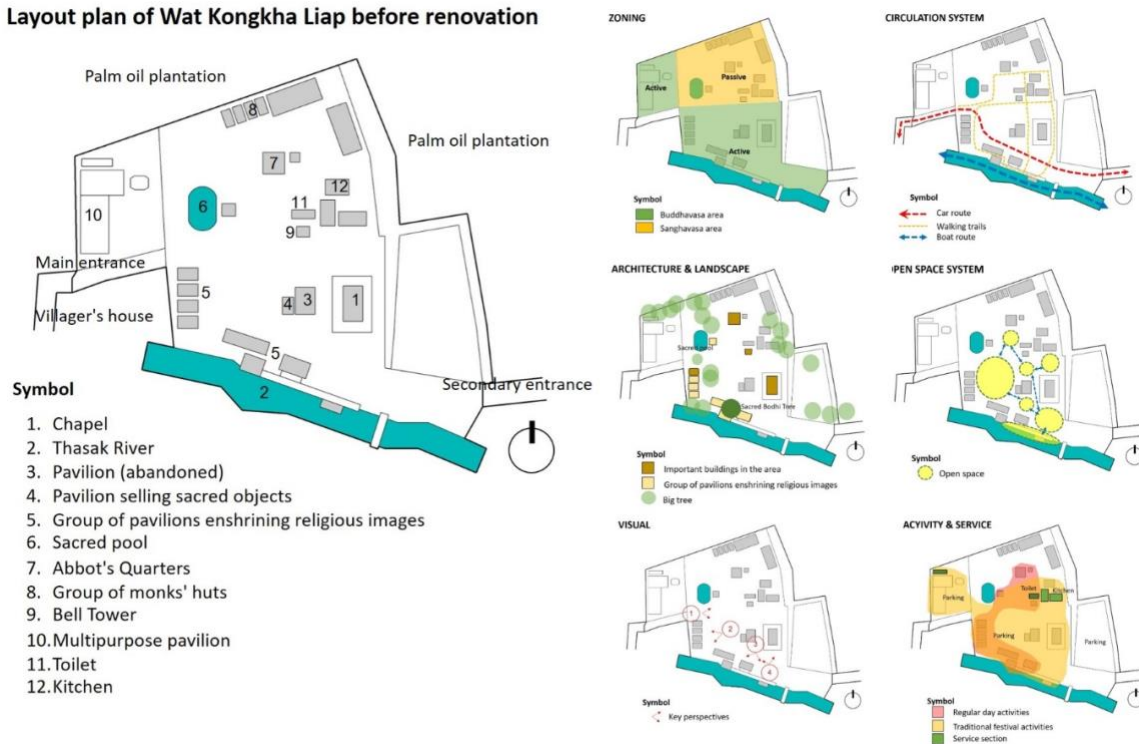 Layout plan of Wat Kongkha Liap before renovation
Palm oil plantation
Palm oil plantation
8
7
12
11
6
9
10
Main entrance
5
4
3
1
Villager's house
5
2
Secondary entrance
Symbol
1. Chapel
2. Thasak River
3. Pavilion (abandoned)
4. Pavilion selling sacred objects
5. Group of pavilions enshrining religious images
6. Sacred pool
7. Abbot's Quarters
8. Group of monks' huts
9. Bell Tower
10.Multipurpose pavilion
11.Toilet
12.Kitchen
ZONING
Active
Passive
Active
Symbol
Buddhavasa area
Sanghavasa area
CIRCULATION SYSTEM
Symbol
Car route
Walking trails
Boat route
ARCHITECTURE & LANDSCAPE
Sacred pool
Sacred Bodhi Tree
Symbol
Important buildings in the area
Group of pavilions enshrining religious images
Big tree
OPEN SPACE SYSTEM
Symbol
Open space
VISUAL
1
2
3
4
Symbol
Key perspectives
ACYIVITY & SERVICE
Toilet
Kitchen
Parking
Parking
Parking
Symbol
Regular day activities
Traditional festival activities
Service section